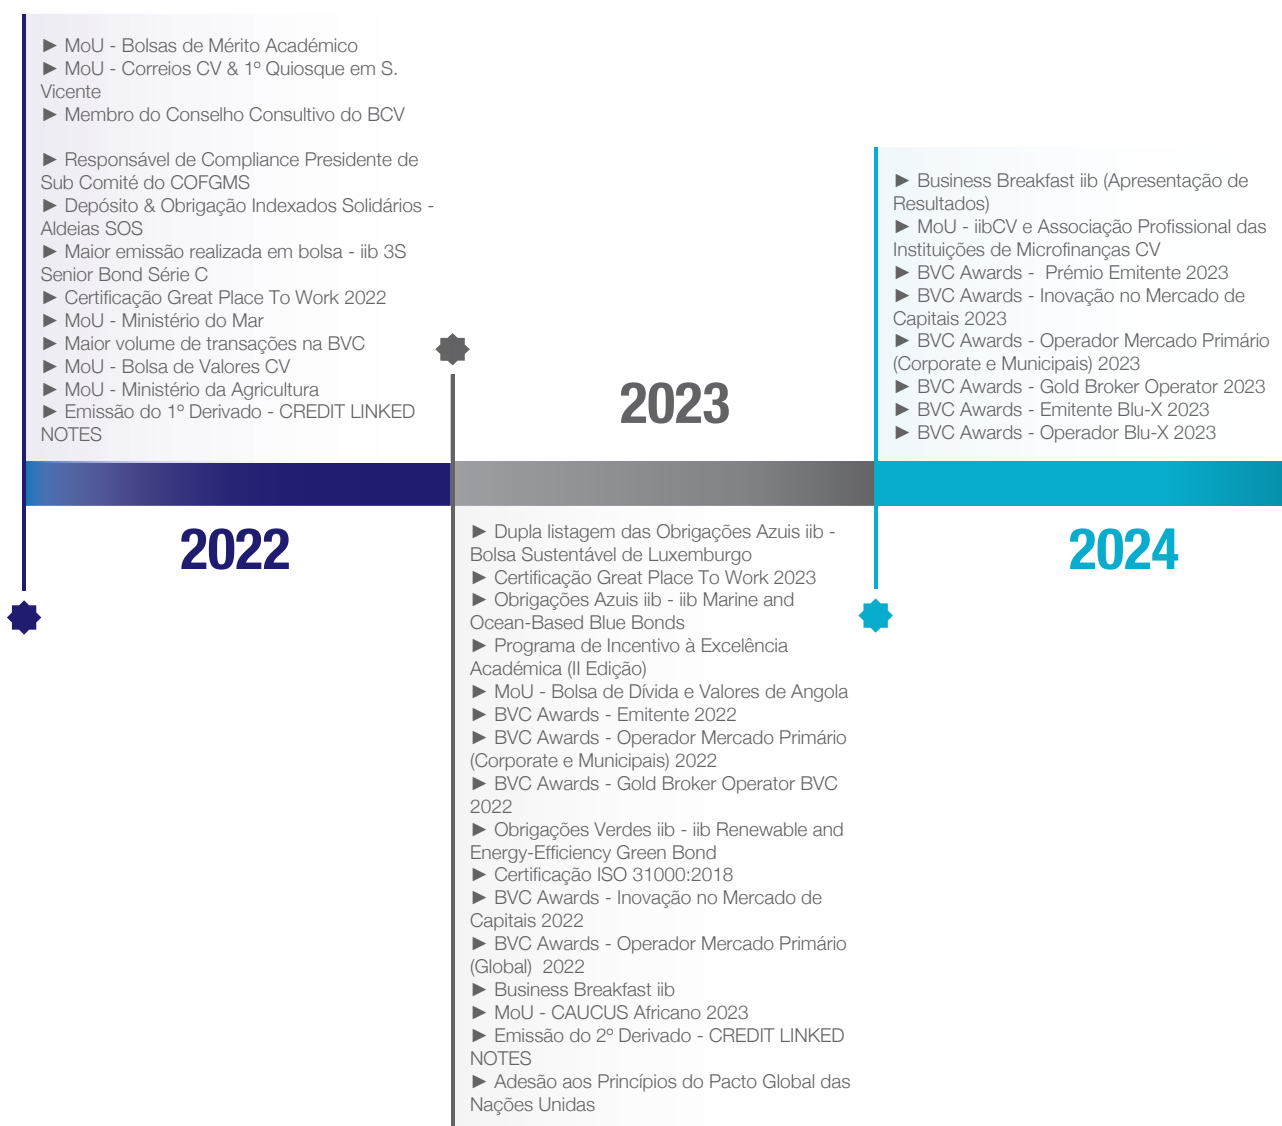 ► MoU - Bolsas de Mérito Académico
► MoU - Correios CV & 1º Quiosque em S.
Vicente
► Membro do Conselho Consultivo do BCV
► Responsável de Compliance Presidente de
Sub Comité do COFGMS
► Depósito & Obrigação Indexados Solidários -
Aldeias SOS
► Maior emissão realizada em bolsa - iib 3S
Senior Bond Série C
► Certificação Great Place To Work 2022
► MoU - Ministério do Mar
► Maior volume de transações na BVC
► MoU - Bolsa de Valores CV
► MoU - Ministério da Agricultura
► Emissão do 1º Derivado - CREDIT LINKED
NOTES
2022
2023
► Dupla listagem das Obrigações Azuis iib -
Bolsa Sustentável de Luxemburgo
► Certificação Great Place To Work 2023
► Obrigações Azuis iib - iib Marine and
Ocean-Based Blue Bonds
► Programa de Incentivo à Excelência
Académica (II Edição)
► MoU - Bolsa de Dívida e Valores de Angola
► BVC Awards - Emitente 2022
► BVC Awards - Operador Mercado Primário
(Corporate e Municipais) 2022
► BVC Awards - Gold Broker Operator BVC
2022
► Obrigações Verdes iib - iib Renewable and
Energy-Efficiency Green Bond
► Certificação ISO 31000:2018
► BVC Awards - Inovação no Mercado de
Capitais 2022
► BVC Awards - Operador Mercado Primário
(Global)  2022
► Business Breakfast iib
► MoU - CAUCUS Africano 2023
► Emissão do 2º Derivado - CREDIT LINKED
NOTES
► Adesão aos Princípios do Pacto Global das
Nações Unidas
► Business Breakfast iib (Apresentação de
Resultados)
► MoU - iibCV e Associação Profissional das
Instituições de Microfinanças CV
► BVC Awards -  Prémio Emitente 2023
► BVC Awards - Inovação no Mercado de
Capitais 2023
► BVC Awards - Operador Mercado Primário
(Corporate e Municipais) 2023
► BVC Awards - Gold Broker Operator 2023
► BVC Awards - Emitente Blu-X 2023
► BVC Awards - Operador Blu-X 2023
2024